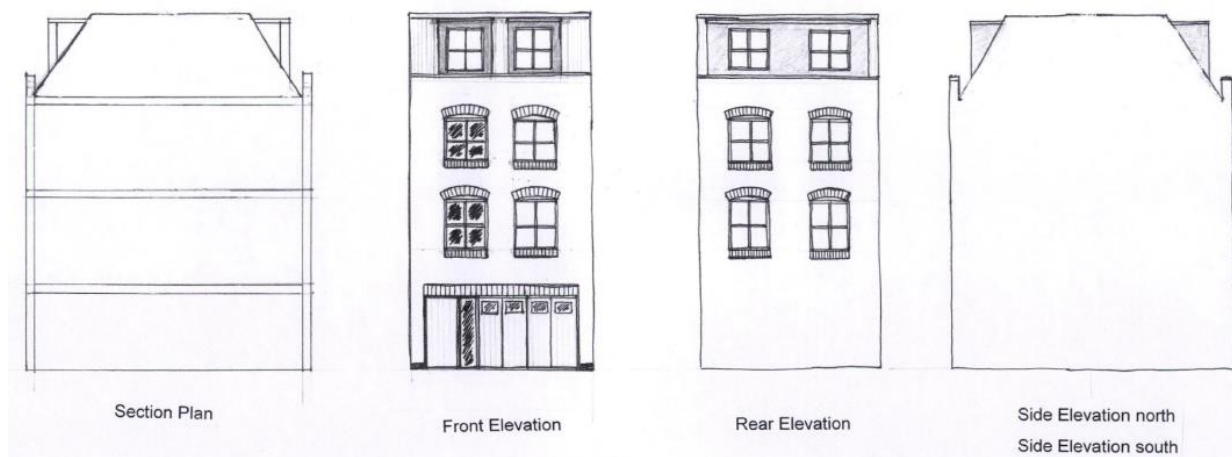 Section Plan
Front Elevation
Rear Elevation
Side Elevation north
Side Elevation south